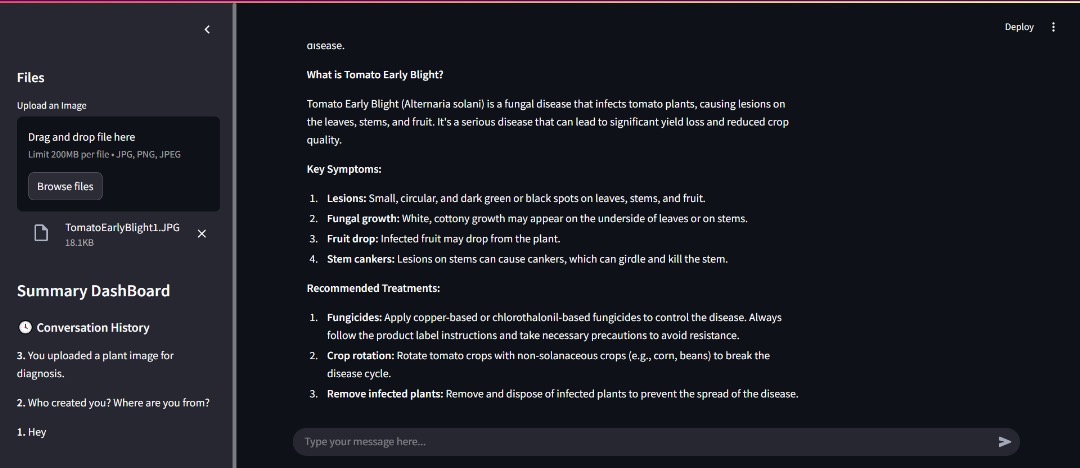 Deploy
Files
Upload an Image
Drag and drop file here
Limit 200MB per file • JPG, PNG, JPEG
Browse files
TomatoEarlyBlight1.JPG
18.1KB
Summary DashBoard
Conversation History
3. You uploaded a plant image for
diagnosis.
2. Who created you? Where are you from?
1. Hey
disease.
What is Tomato Early Blight?
Tomato Early Blight (Alternaria solani) is a fungal disease that infects tomato plants, causing lesions on
the leaves, stems, and fruit. It's a serious disease that can lead to significant yield loss and reduced crop
quality.
Key Symptoms:
1. Lesions: Small, circular, and dark green or black spots on leaves, stems, and fruit.
2. Fungal growth: White, cottony growth may appear on the underside of leaves or on stems.
3. Fruit drop: Infected fruit may drop from the plant.
4. Stem cankers: Lesions on stems can cause cankers, which can girdle and kill the stem.
Recommended Treatments:
1. Fungicides: Apply copper-based or chlorothalonil-based fungicides to control the disease. Always
follow the product label instructions and take necessary precautions to avoid resistance.
2. Crop rotation: Rotate tomato crops with non-solanaceous crops (e.g., corn, beans) to break the
disease cycle.
3. Remove infected plants: Remove and dispose of infected plants to prevent the spread of the disease.
Type your message here...